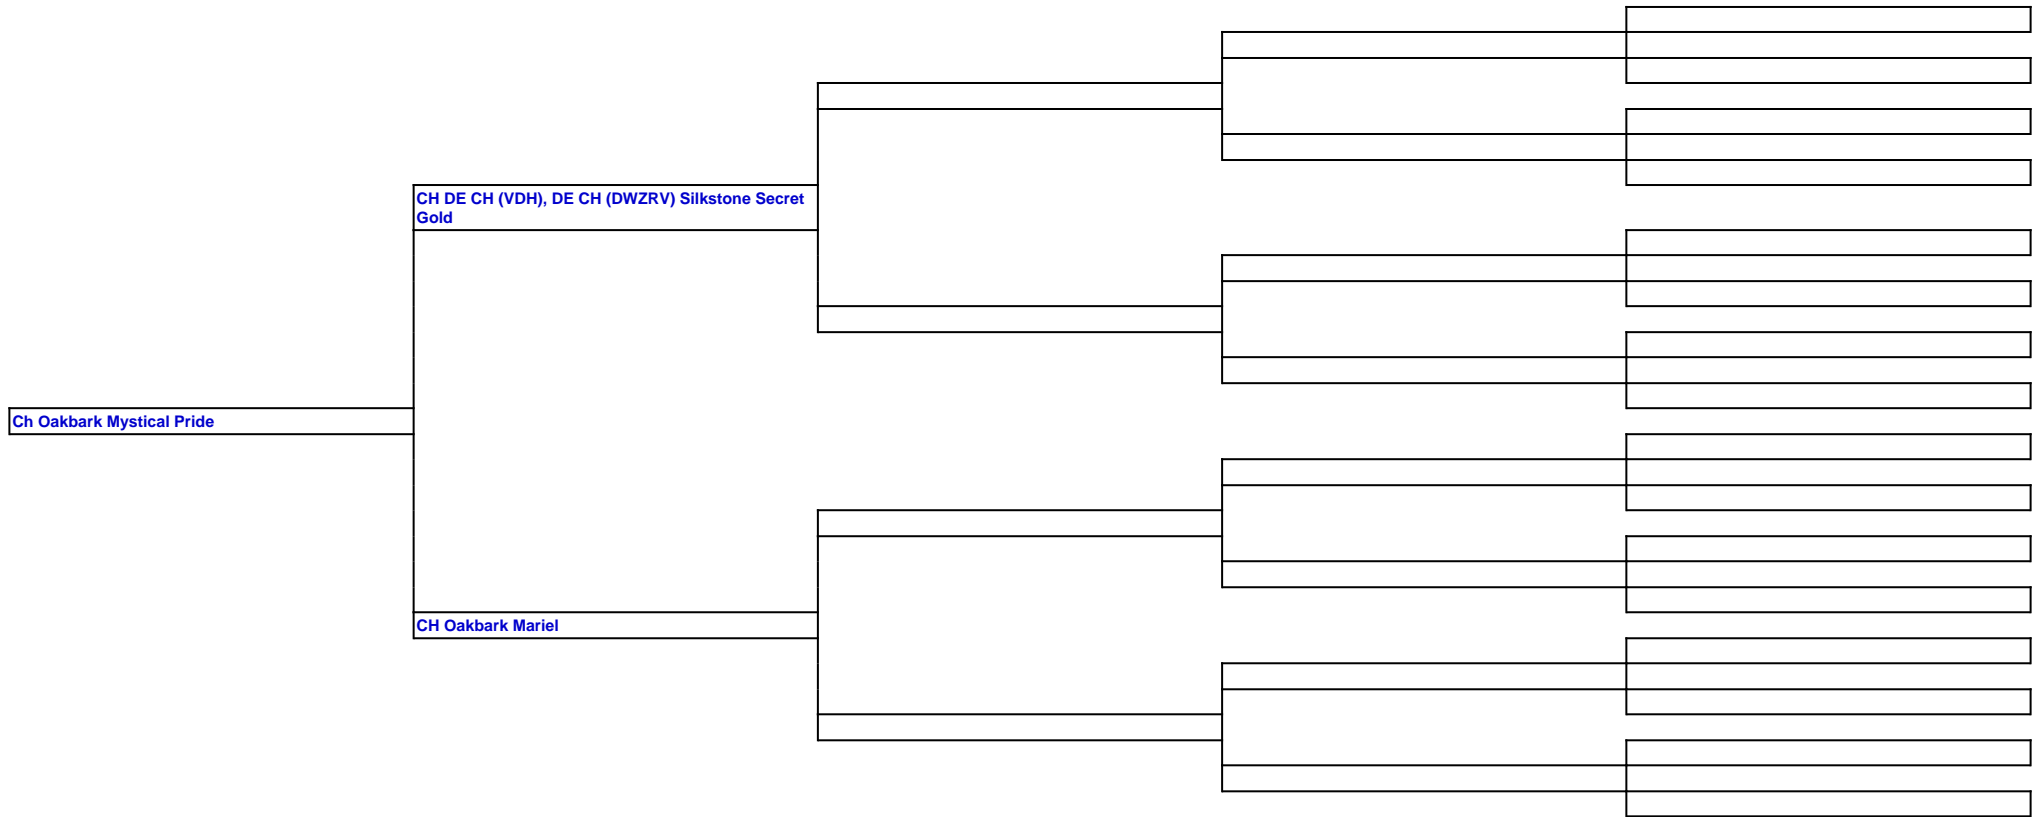 CH DE CH (VDH), DE CH (DWZRV) Silkstone Secret
Gold
Ch Oakbark Mystical Pride
CH Oakbark Mariel